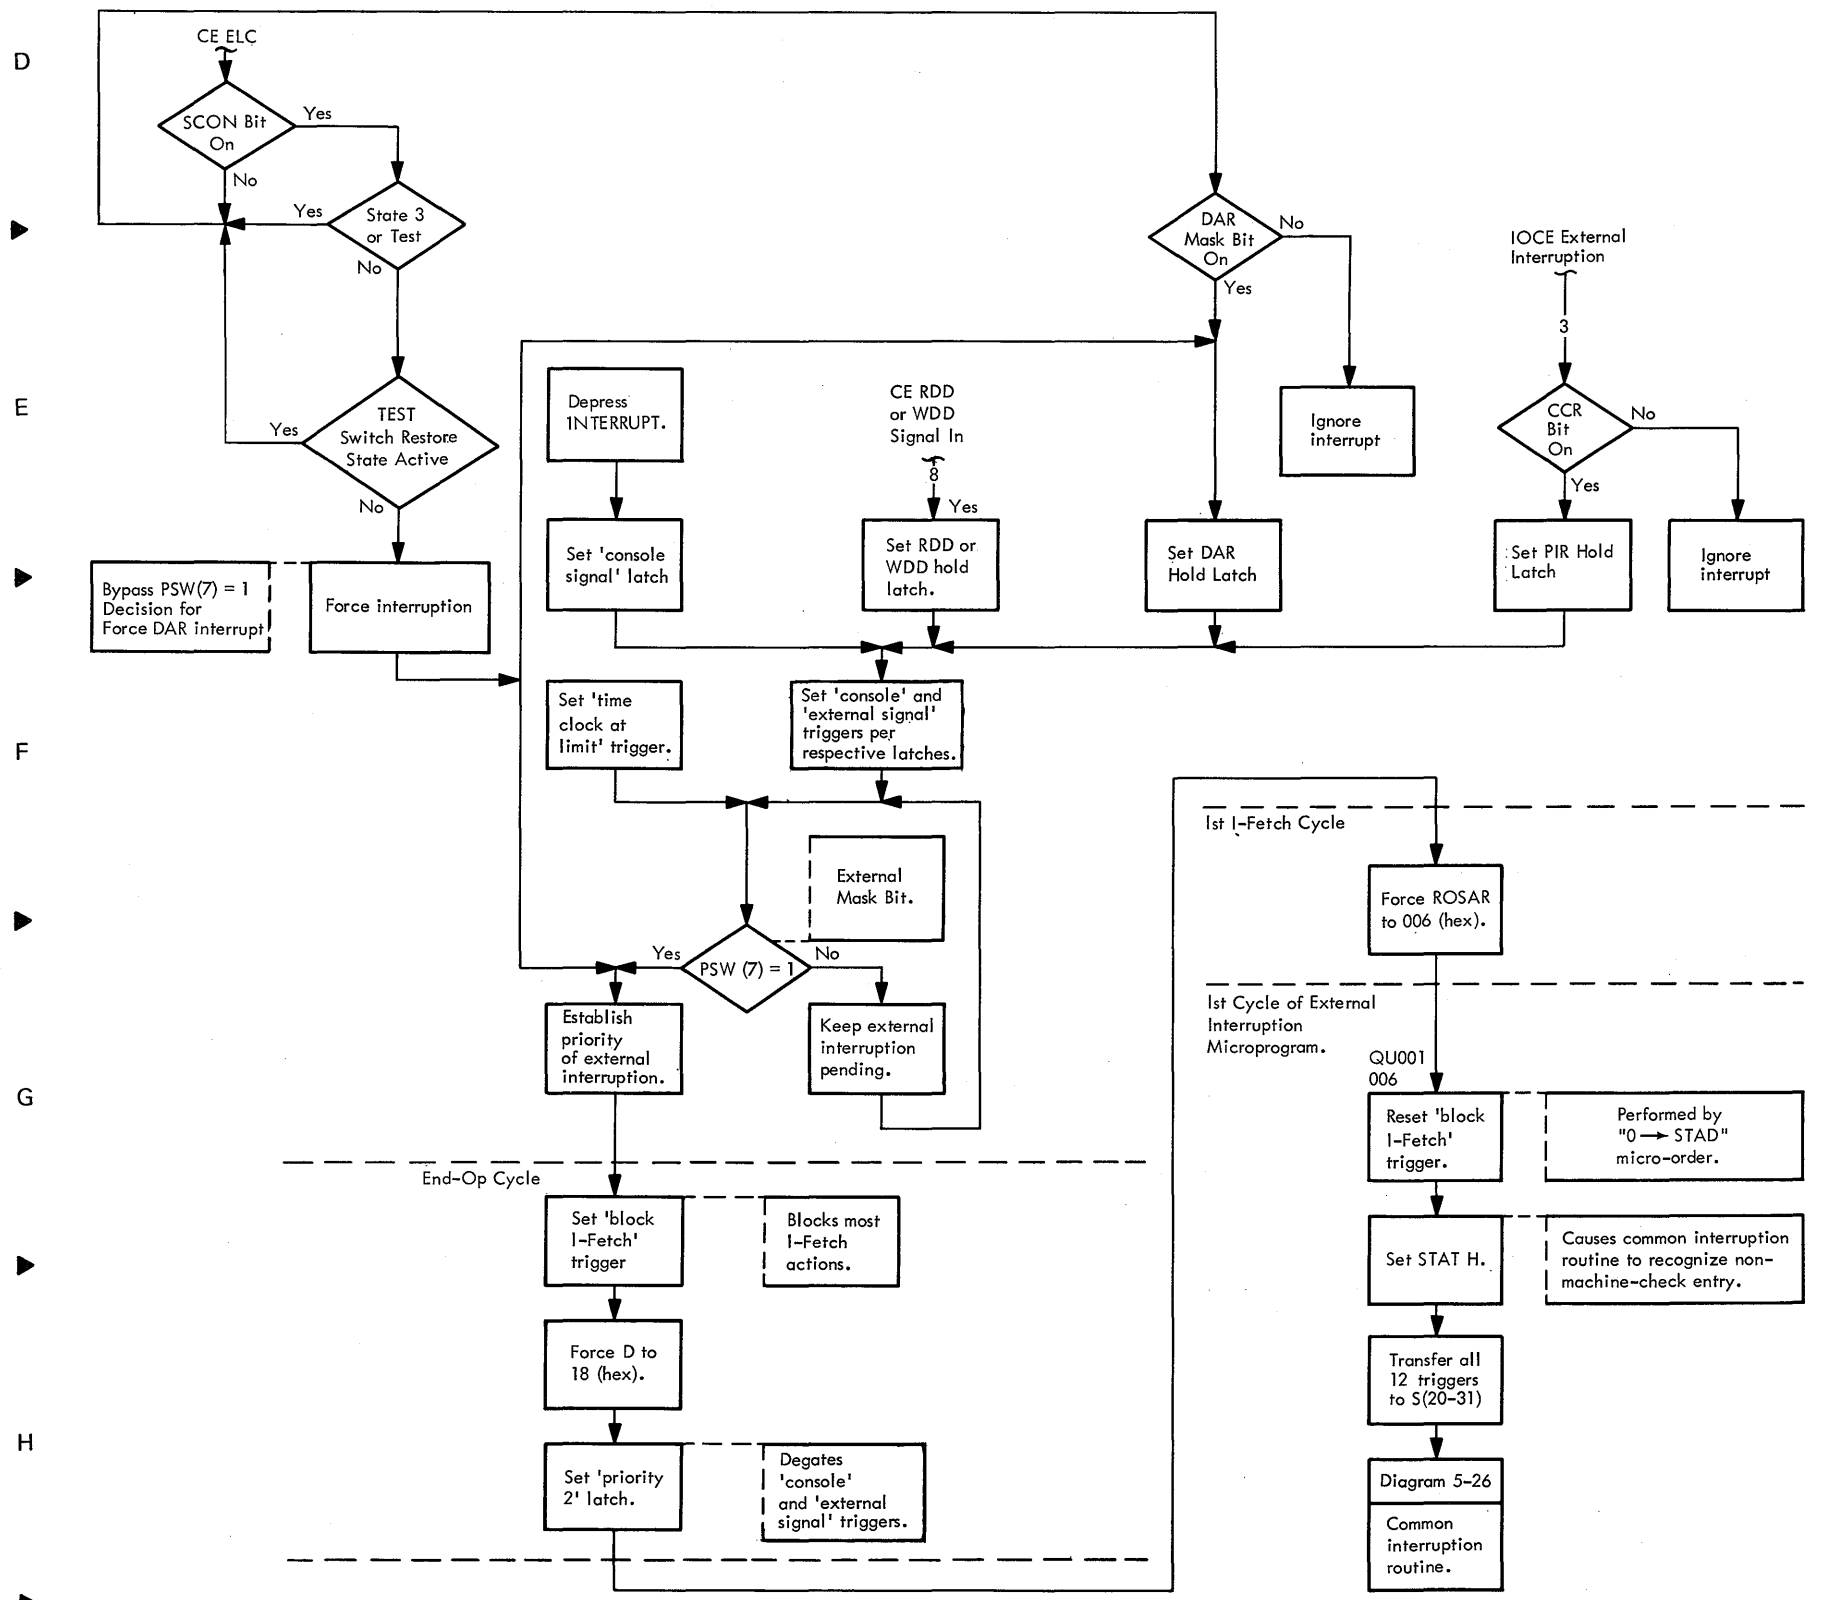 D
CE ELC
SCON Bit
On
Yes
No
State 3
or Test
Yes
No
TEST
Switch Restore
State Active
Yes
No
Bypass PSW(7) = 1
Decision for
Force DAR interrupt
Force interruption
DAR
Mask Bit
On
No
Yes
Ignore
interrupt
IOCE External
Interruption
3
CCR
Bit
On
No
Yes
E
Depress
INTERRUPT.
Set 'console
signal' latch
CE RDD
or WDD
Signal In
8
Yes
Set RDD or
WDD hold
latch.
Set DAR
Hold Latch
Set PIR Hold
Latch
Ignore
interrupt
F
Set 'time
clock at
limit' trigger.
Set 'console' and
'external signal'
triggers per
respective latches.
External
Mask Bit.
PSW (7) = 1
Yes
No
Establish
priority
of external
interruption.
Keep external
interruption
pending.
G
End-Op Cycle
Set 'block
I-Fetch'
trigger
Blocks most
I-Fetch
actions.
Force D to
18 (hex).
H
Set 'priority
2' latch.
Degates
'console'
and 'external
signal' triggers.
1st I-Fetch Cycle
Force ROSAR
to 006 (hex).
1st Cycle of External
Interruption
Microprogram.
QU001
006
Reset 'block
I-Fetch'
trigger.
Performed by
"0 → STAD"
micro-order.
Set STAT H.
Causes common interruption
routine to recognize non-
machine-check entry.
Transfer all
12 triggers
to S(20-31)
Diagram 5-26
Common
interruption
routine.